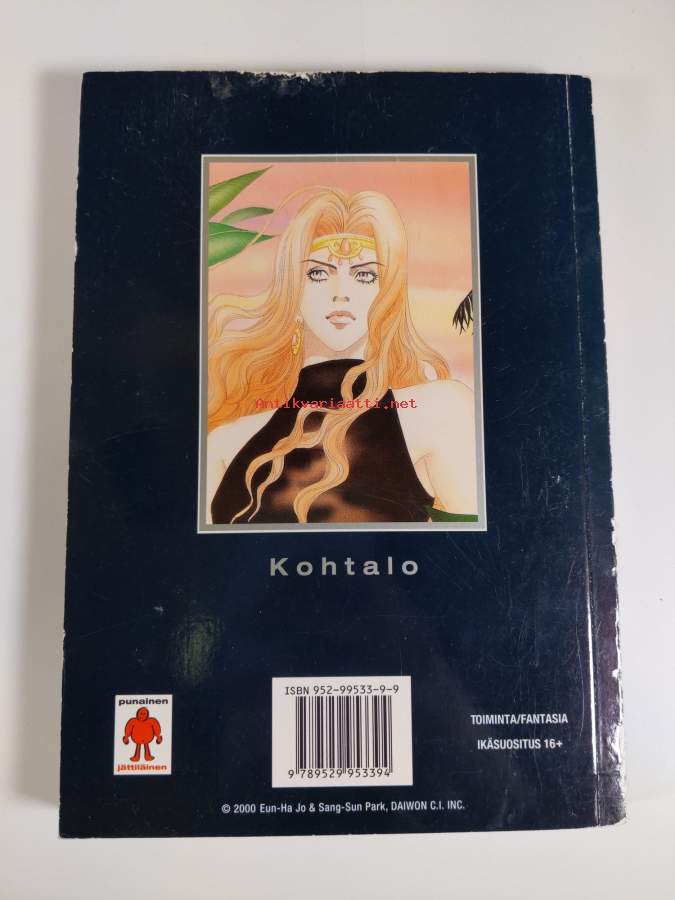 Antikvariaatti.net
Kohtalo
ISBN 952-99533-9-9
9 789529 953394
punainen
jättiläinen
TOIMINTA/FANTASIA
IKÄSUOSITUS 16+
© 2000 Eun-Ha Jo & Sang-Sun Park, DAIWON C.I. INC.